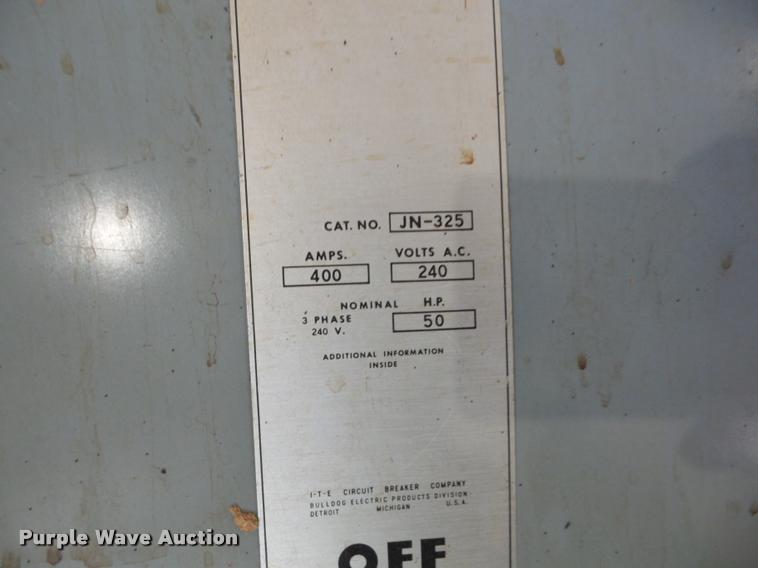 CAT. NO. JN-325
AMPS. VOLTS A.C.
400 240
NOMINAL H.P.
3 PHASE 50
240 V.
ADDITIONAL INFORMATION
INSIDE
I-T-E CIRCUIT BREAKER COMPANY
BULLDOG ELECTRIC PRODUCTS DIVISION
DETROIT MICHIGAN U.S.A.
OFF
Purple Wave Auction